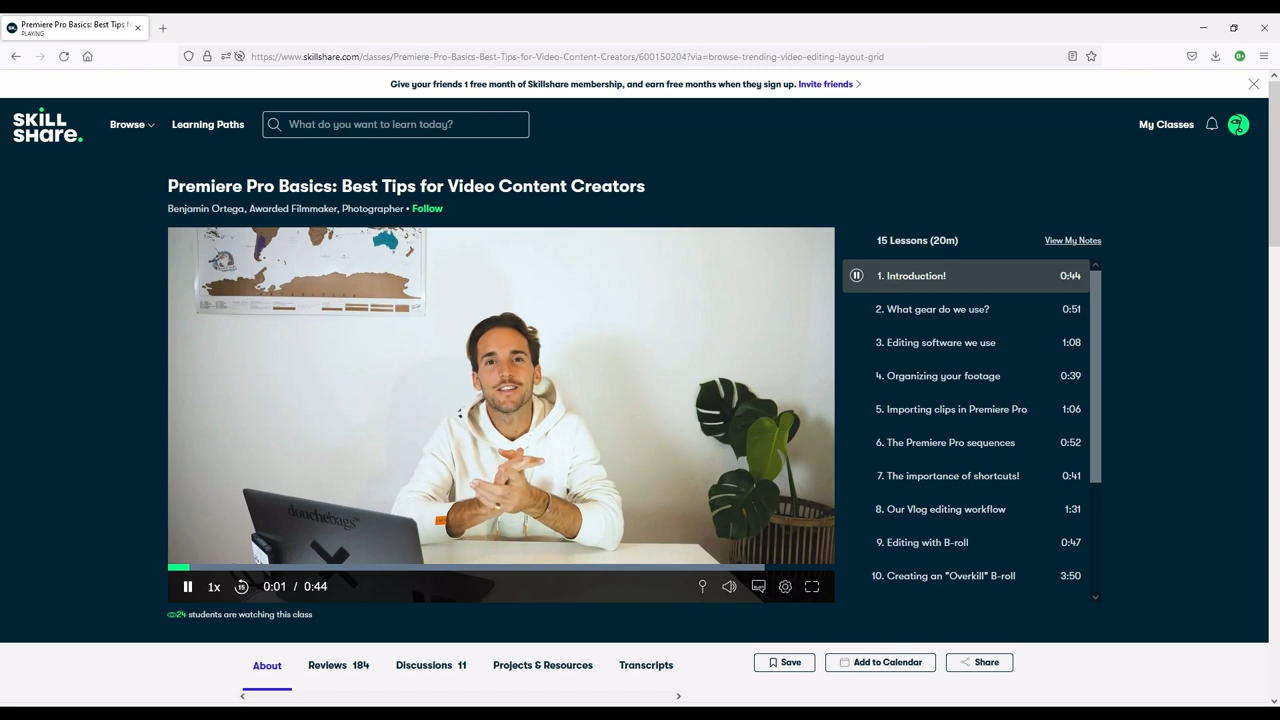 Premiere Pro Basics: Best Tips f
PLAYING
https://www.skillshare.com/classes/Premiere-Pro-Basics-Best-Tips-for-Video-Content-Creators/600150204?via=browse-trending-video-editing-layout-grid
Give your friends 1 free month of Skillshare membership, and earn free months when they sign up. Invite friends >
SKILL
SHARE.
Browse
Learning Paths
What do you want to learn today?
My Classes
Premiere Pro Basics: Best Tips for Video Content Creators
Benjamin Ortega, Awarded Filmmaker, Photographer • Follow
15 Lessons (20m)
View My Notes
1. Introduction! 0:44
2. What gear do we use? 0:51
3. Editing software we use 1:08
4. Organizing your footage 0:39
5. Importing clips in Premiere Pro 1:06
6. The Premiere Pro sequences 0:52
7. The importance of shortcuts! 0:41
8. Our Vlog editing workflow 1:31
9. Editing with B-roll 0:47
10. Creating an "Overkill" B-roll 3:50
douchebags™
1x
15
0:01 / 0:44
24 students are watching this class
About
Reviews 184
Discussions 11
Projects & Resources
Transcripts
Save
Add to Calendar
Share